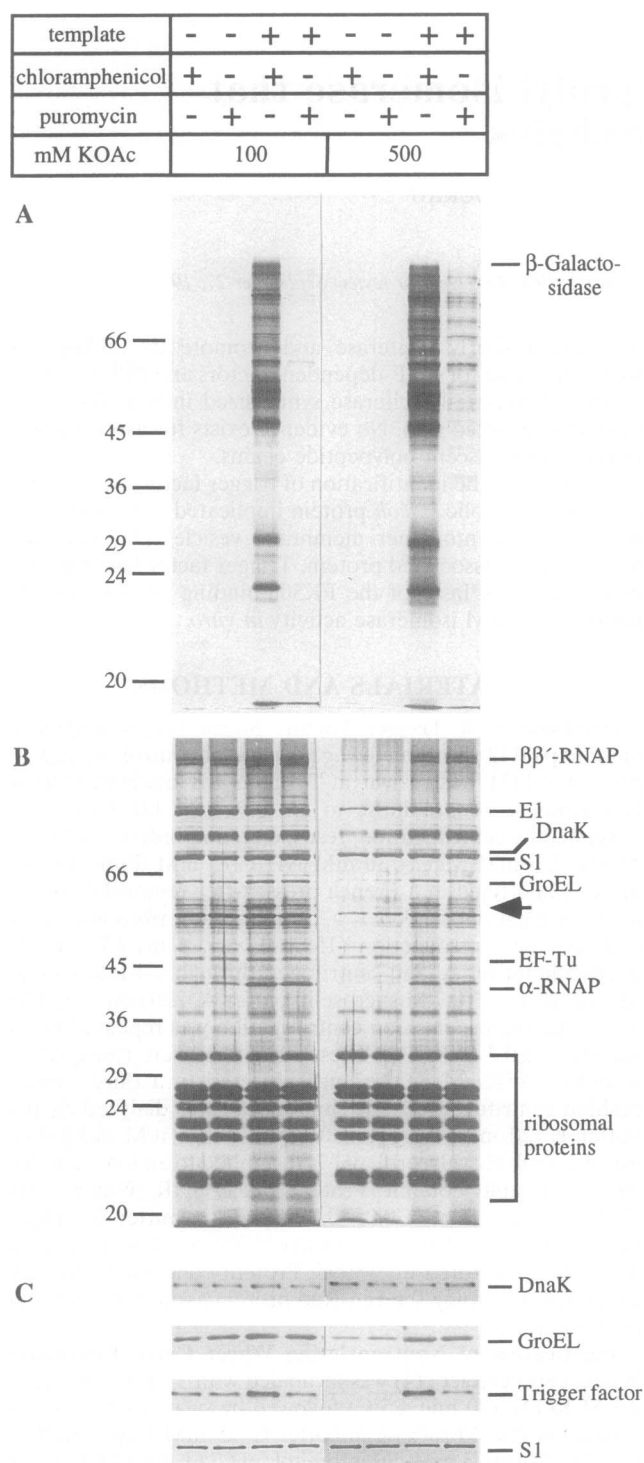 template - - + + - - + +
chloramphenicol + - + - + - + -
puromycin - + - + - + - +
mM KOAc 100 500
A
β-Galacto-
sidase
66
45
36
29
24
20
B
ββ´-RNAP
E1
DnaK
S1
66
GroEL
45
EF-Tu
α-RNAP
36
29
24
ribosomal
proteins
20
C
DnaK
GroEL
Trigger factor
S1